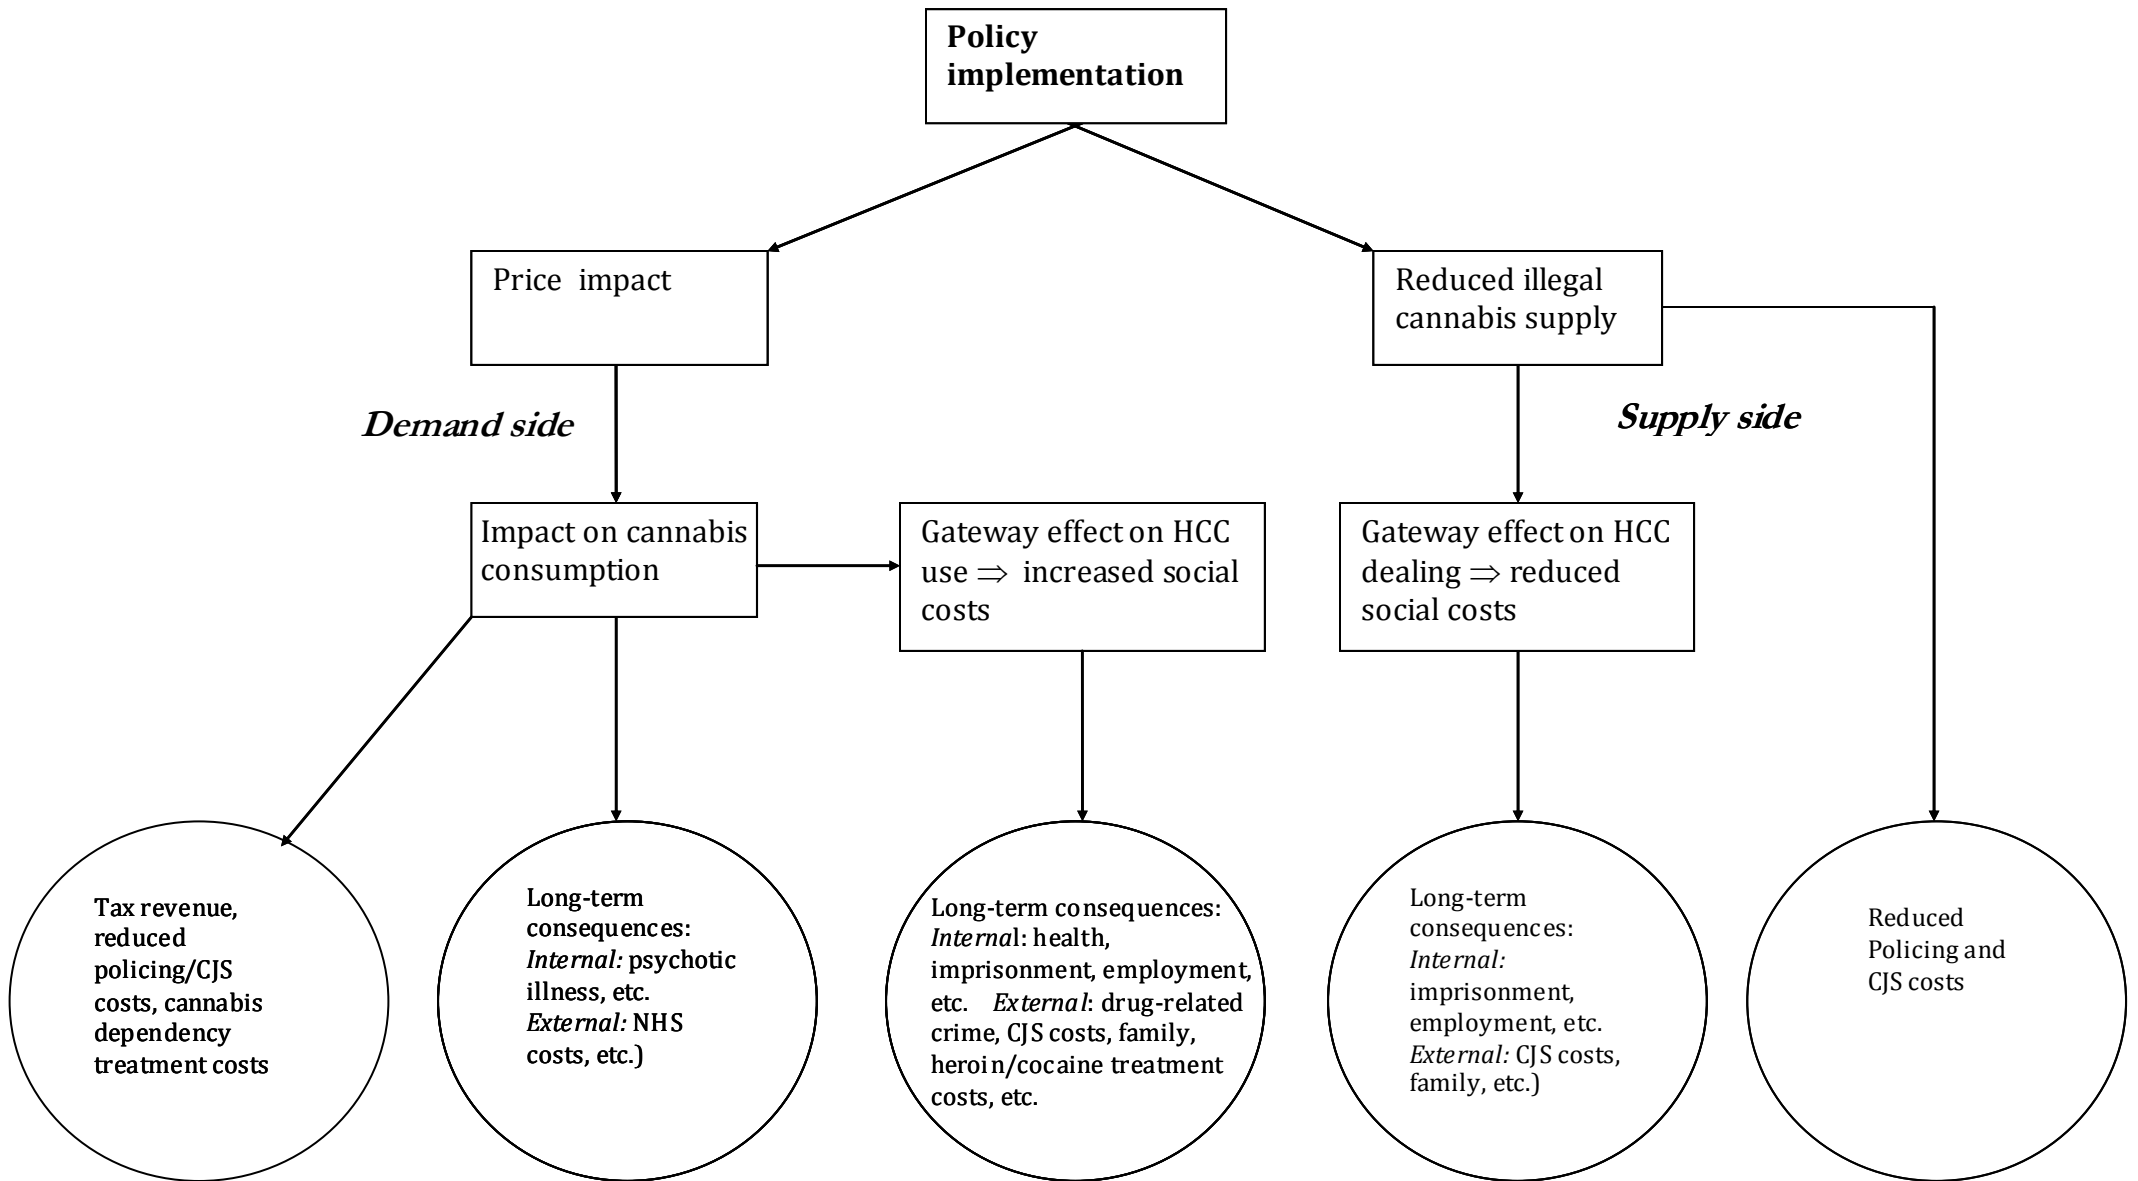 Policy
implementation
Price impact
Reduced illegal
cannabis supply
Demand side
Supply side
Impact on cannabis
consumption
Gateway effect on HCC
use ⇒ increased social
costs
Gateway effect on HCC
dealing ⇒ reduced
social costs
Tax revenue,
reduced
policing/CJS
costs, cannabis
dependency
treatment costs
Long-term
consequences:
Internal: psychotic
illness, etc.
External: NHS
costs, etc.)
Long-term consequences:
Internal: health,
imprisonment, employment,
etc. External: drug-related
crime, CJS costs, family,
heroin/cocaine treatment
costs, etc.
Long-term
consequences:
Internal:
imprisonment,
employment, etc.
External: CJS costs,
family, etc.)
Reduced
Policing and
CJS costs